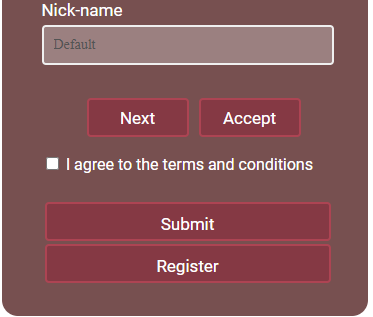 Nick-name
Default
Next Accept
I agree to the terms and conditions
Submit
Register